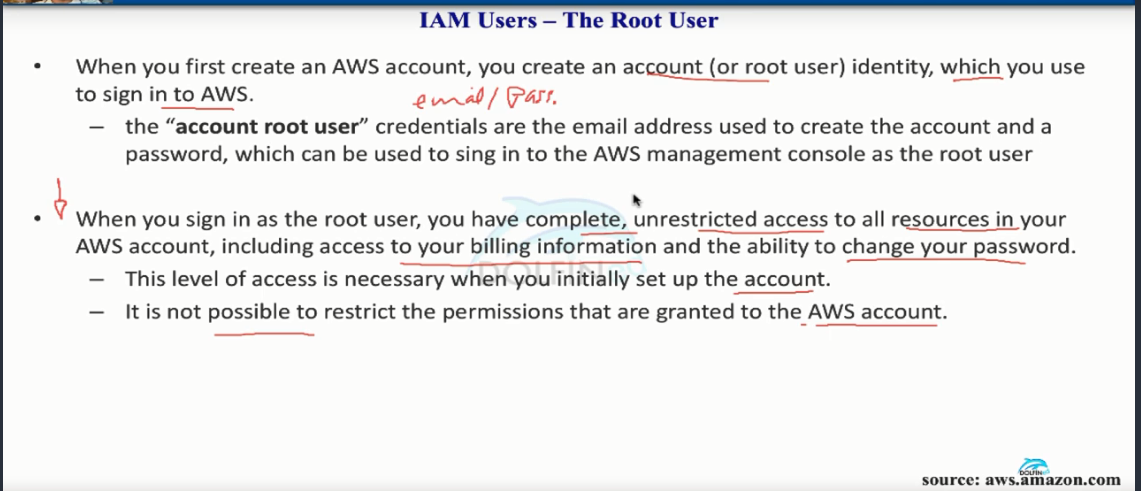 IAM Users – The Root User
• When you first create an AWS account, you create an account (or root user) identity, which you use
to sign in to AWS.
email/Pass.
– the “account root user” credentials are the email address used to create the account and a
password, which can be used to sing in to the AWS management console as the root user
• When you sign in as the root user, you have complete, unrestricted access to all resources in your
AWS account, including access to your billing information and the ability to change your password.
DOLFIN
– This level of access is necessary when you initially set up the account.
– It is not possible to restrict the permissions that are granted to the AWS account.
DOLFIN
source: aws.amazon.com